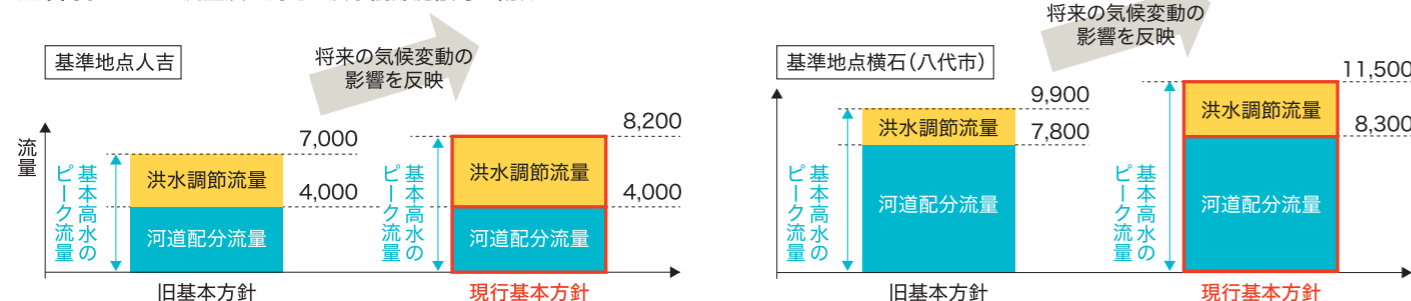 基準地点人吉
将来の気候変動の
影響を反映
流量
基本高水の
ピーク流量
洪水調節流量
河道配分流量
7,000
4,000
旧基本方針
基本高水の
ピーク流量
洪水調節流量
河道配分流量
8,200
4,000
現行基本方針
基準地点横石(八代市)
将来の気候変動の
影響を反映
基本高水の
ピーク流量
洪水調節流量
河道配分流量
9,900
7,800
旧基本方針
基本高水の
ピーク流量
洪水調節流量
河道配分流量
11,500
8,300
現行基本方針